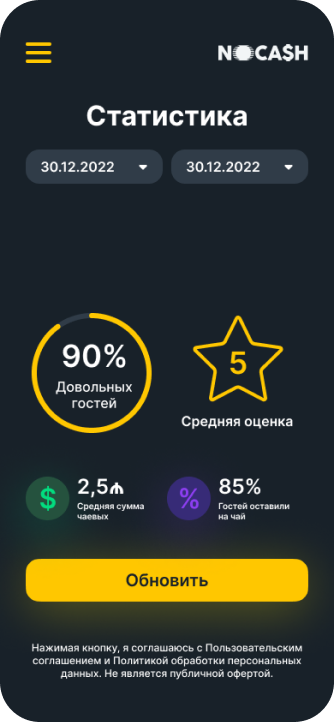 NOCA$H
Статистика
30.12.2022 30.12.2022
90%
Довольных
гостей
5
Средняя оценка
$ 2,5₼ % 85%
Средняя сумма
чаевых
Гостей оставили
на чай
Обновить
Нажимая кнопку, я соглашаюсь с Пользовательским
соглашением и Политикой обработки персональных
данных. Не является публичной офертой.